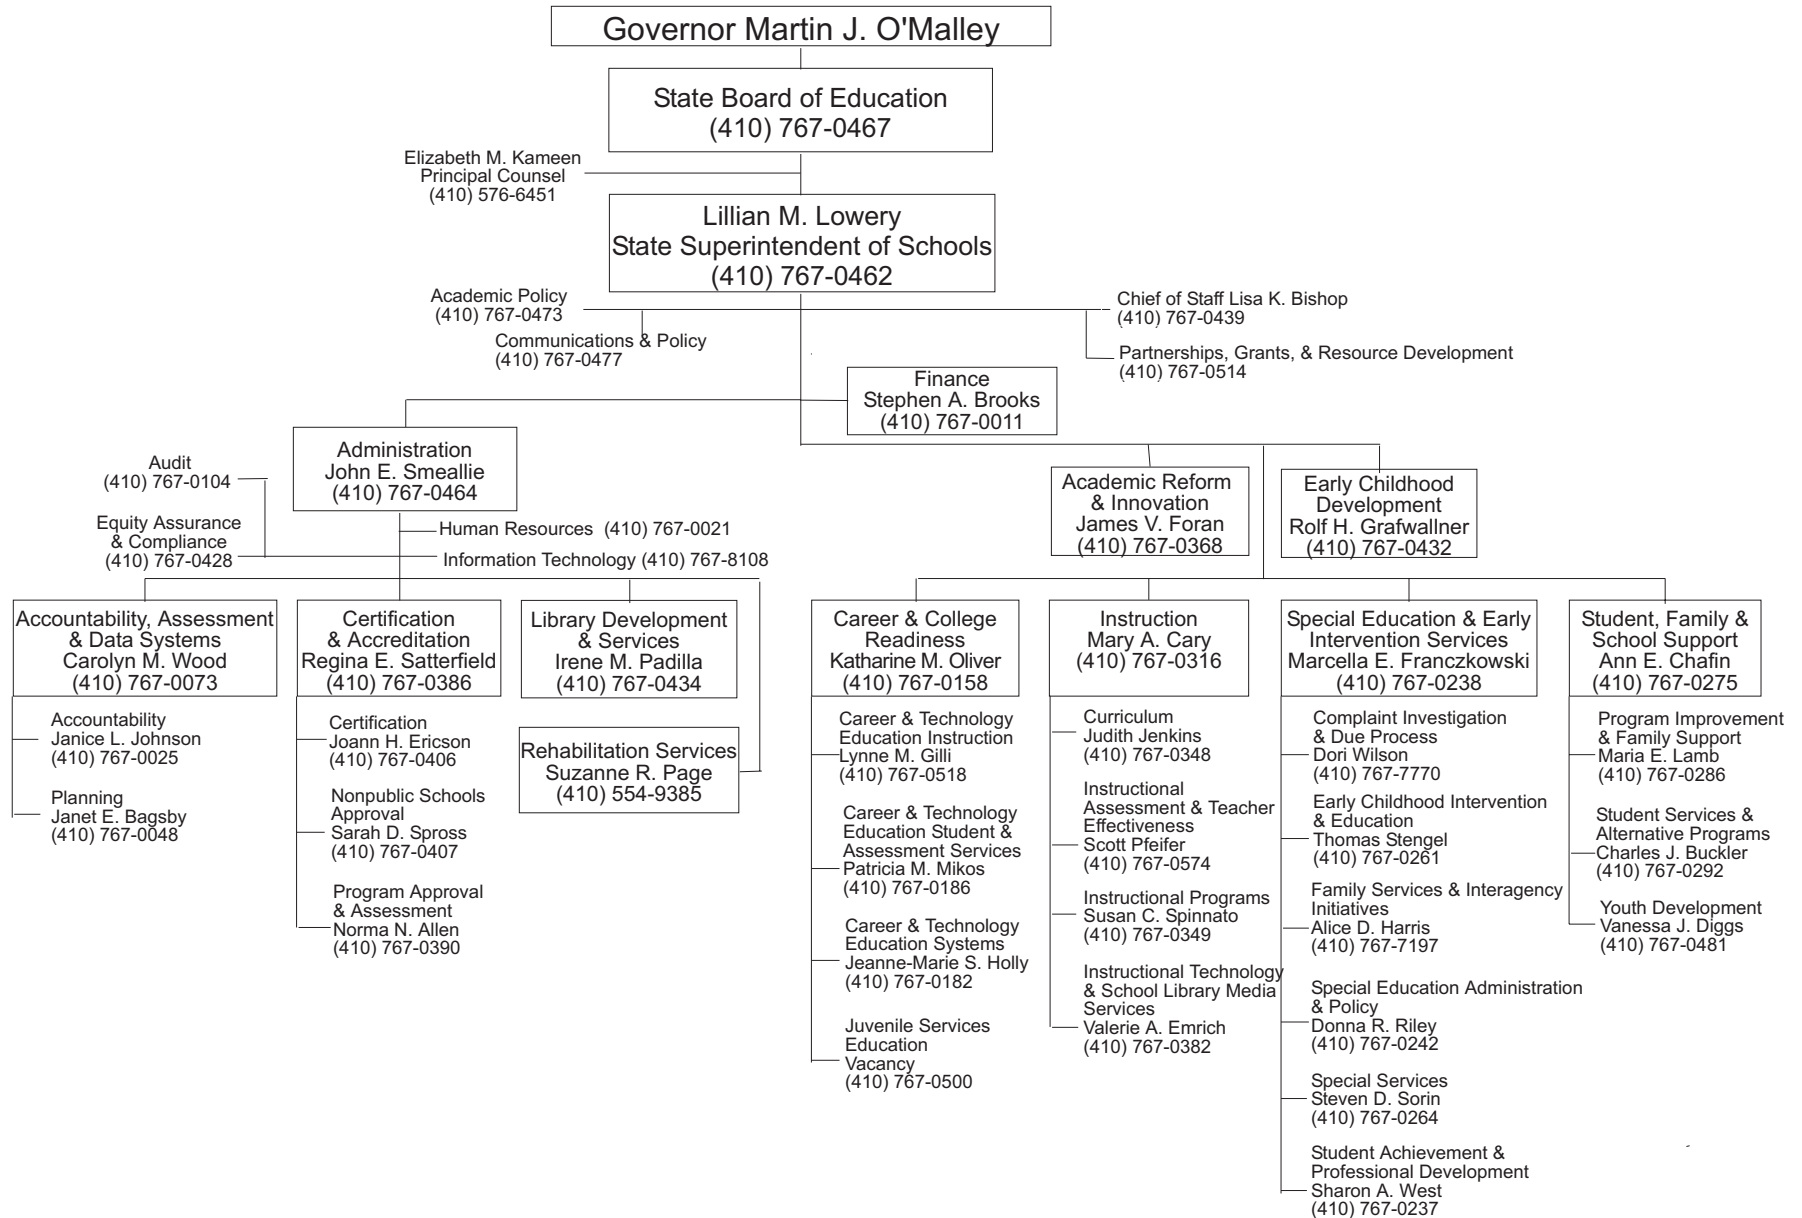 Governor Martin J. O'Malley
State Board of Education
(410) 767-0467
Elizabeth M. Kameen
Principal Counsel
(410) 576-6451
Lillian M. Lowery
State Superintendent of Schools
(410) 767-0462
Academic Policy
(410) 767-0473
Communications & Policy
(410) 767-0477
Chief of Staff Lisa K. Bishop
(410) 767-0439
Partnerships, Grants, & Resource Development
(410) 767-0514
Finance
Stephen A. Brooks
(410) 767-0011
Administration
John E. Smeallie
(410) 767-0464
Audit
(410) 767-0104
Equity Assurance
& Compliance
(410) 767-0428
Human Resources (410) 767-0021
Information Technology (410) 767-8108
Academic Reform
& Innovation
James V. Foran
(410) 767-0368
Early Childhood
Development
Rolf H. Grafwallner
(410) 767-0432
Accountability, Assessment
& Data Systems
Carolyn M. Wood
(410) 767-0073
Accountability
Janice L. Johnson
(410) 767-0025
Planning
Janet E. Bagsby
(410) 767-0048
Certification
& Accreditation
Regina E. Satterfield
(410) 767-0386
Certification
Joann H. Ericson
(410) 767-0406
Nonpublic Schools
Approval
Sarah D. Spross
(410) 767-0407
Program Approval
& Assessment
Norma N. Allen
(410) 767-0390
Library Development
& Services
Irene M. Padilla
(410) 767-0434
Rehabilitation Services
Suzanne R. Page
(410) 554-9385
Career & College
Readiness
Katharine M. Oliver
(410) 767-0158
Career & Technology
Education Instruction
Lynne M. Gilli
(410) 767-0518
Career & Technology
Education Student &
Assessment Services
Patricia M. Mikos
(410) 767-0186
Career & Technology
Education Systems
Jeanne-Marie S. Holly
(410) 767-0182
Juvenile Services
Education
Vacancy
(410) 767-0500
Instruction
Mary A. Cary
(410) 767-0316
Curriculum
Judith Jenkins
(410) 767-0348
Instructional
Assessment & Teacher
Effectiveness
Scott Pfeifer
(410) 767-0574
Instructional Programs
Susan C. Spinnato
(410) 767-0349
Instructional Technology
& School Library Media
Services
Valerie A. Emrich
(410) 767-0382
Special Education & Early
Intervention Services
Marcella E. Franczkowski
(410) 767-0238
Complaint Investigation
& Due Process
Dori Wilson
(410) 767-7770
Early Childhood Intervention
& Education
Thomas Stengel
(410) 767-0261
Family Services & Interagency
Initiatives
Alice D. Harris
(410) 767-7197
Special Education Administration
& Policy
Donna R. Riley
(410) 767-0242
Special Services
Steven D. Sorin
(410) 767-0264
Student Achievement &
Professional Development
Sharon A. West
(410) 767-0237
Student, Family &
School Support
Ann E. Chafin
(410) 767-0275
Program Improvement
& Family Support
Maria E. Lamb
(410) 767-0286
Student Services &
Alternative Programs
Charles J. Buckler
(410) 767-0292
Youth Development
Vanessa J. Diggs
(410) 767-0481